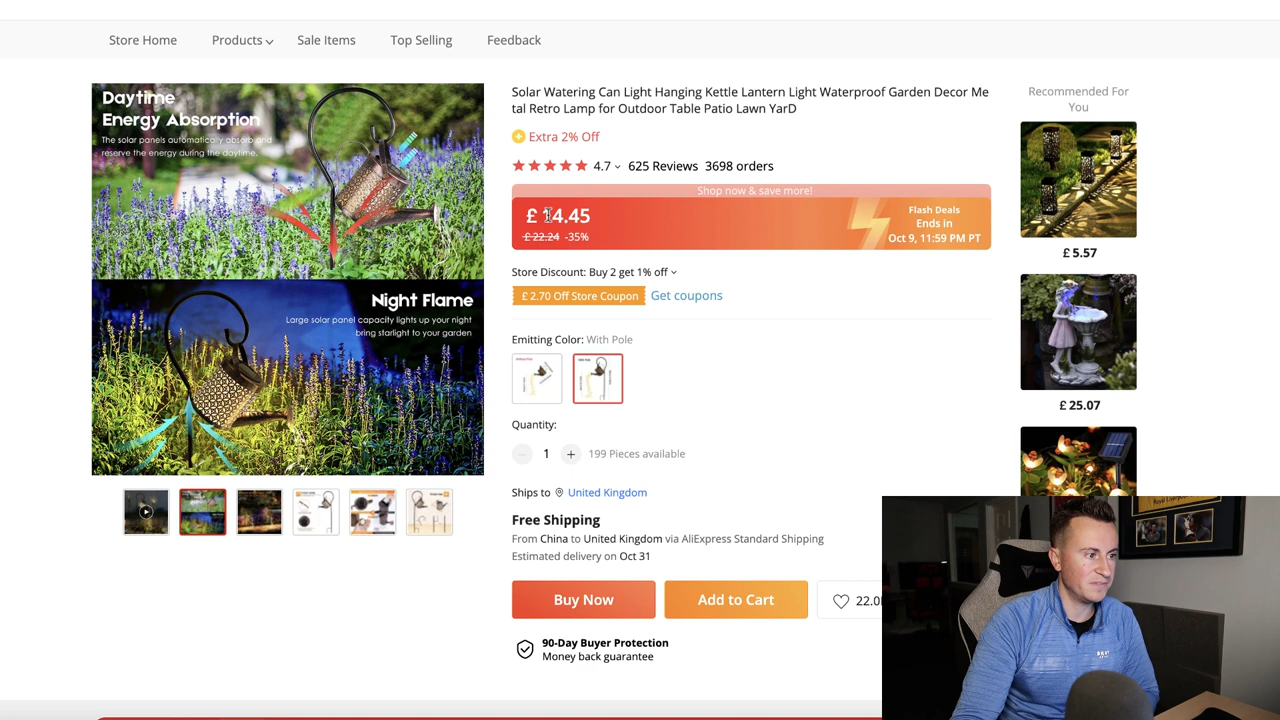 Store Home Products Sale Items Top Selling Feedback
Daytime
Energy Absorption
The solar panels automatically absorb and
reserve the energy during the daytime.
Night Flame
Large solar panel capacity lights up your night
bring starlight to your garden
Solar Watering Can Light Hanging Kettle Lantern Light Waterproof Garden Decor Me
tal Retro Lamp for Outdoor Table Patio Lawn YarD
Extra 2% Off
4.7 625 Reviews 3698 orders
Shop now & save more!
£ 14.45
£ 22.24 -35%
Flash Deals
Ends in
Oct 9, 11:59 PM PT
Store Discount: Buy 2 get 1% off
£ 2.70 Off Store Coupon Get coupons
Emitting Color: With Pole
Quantity:
1 199 Pieces available
Ships to United Kingdom
Free Shipping
From China to United Kingdom via AliExpress Standard Shipping
Estimated delivery on Oct 31
Buy Now Add to Cart 22.0
90-Day Buyer Protection
Money back guarantee
Recommended For
You
£ 5.57
£ 25.07